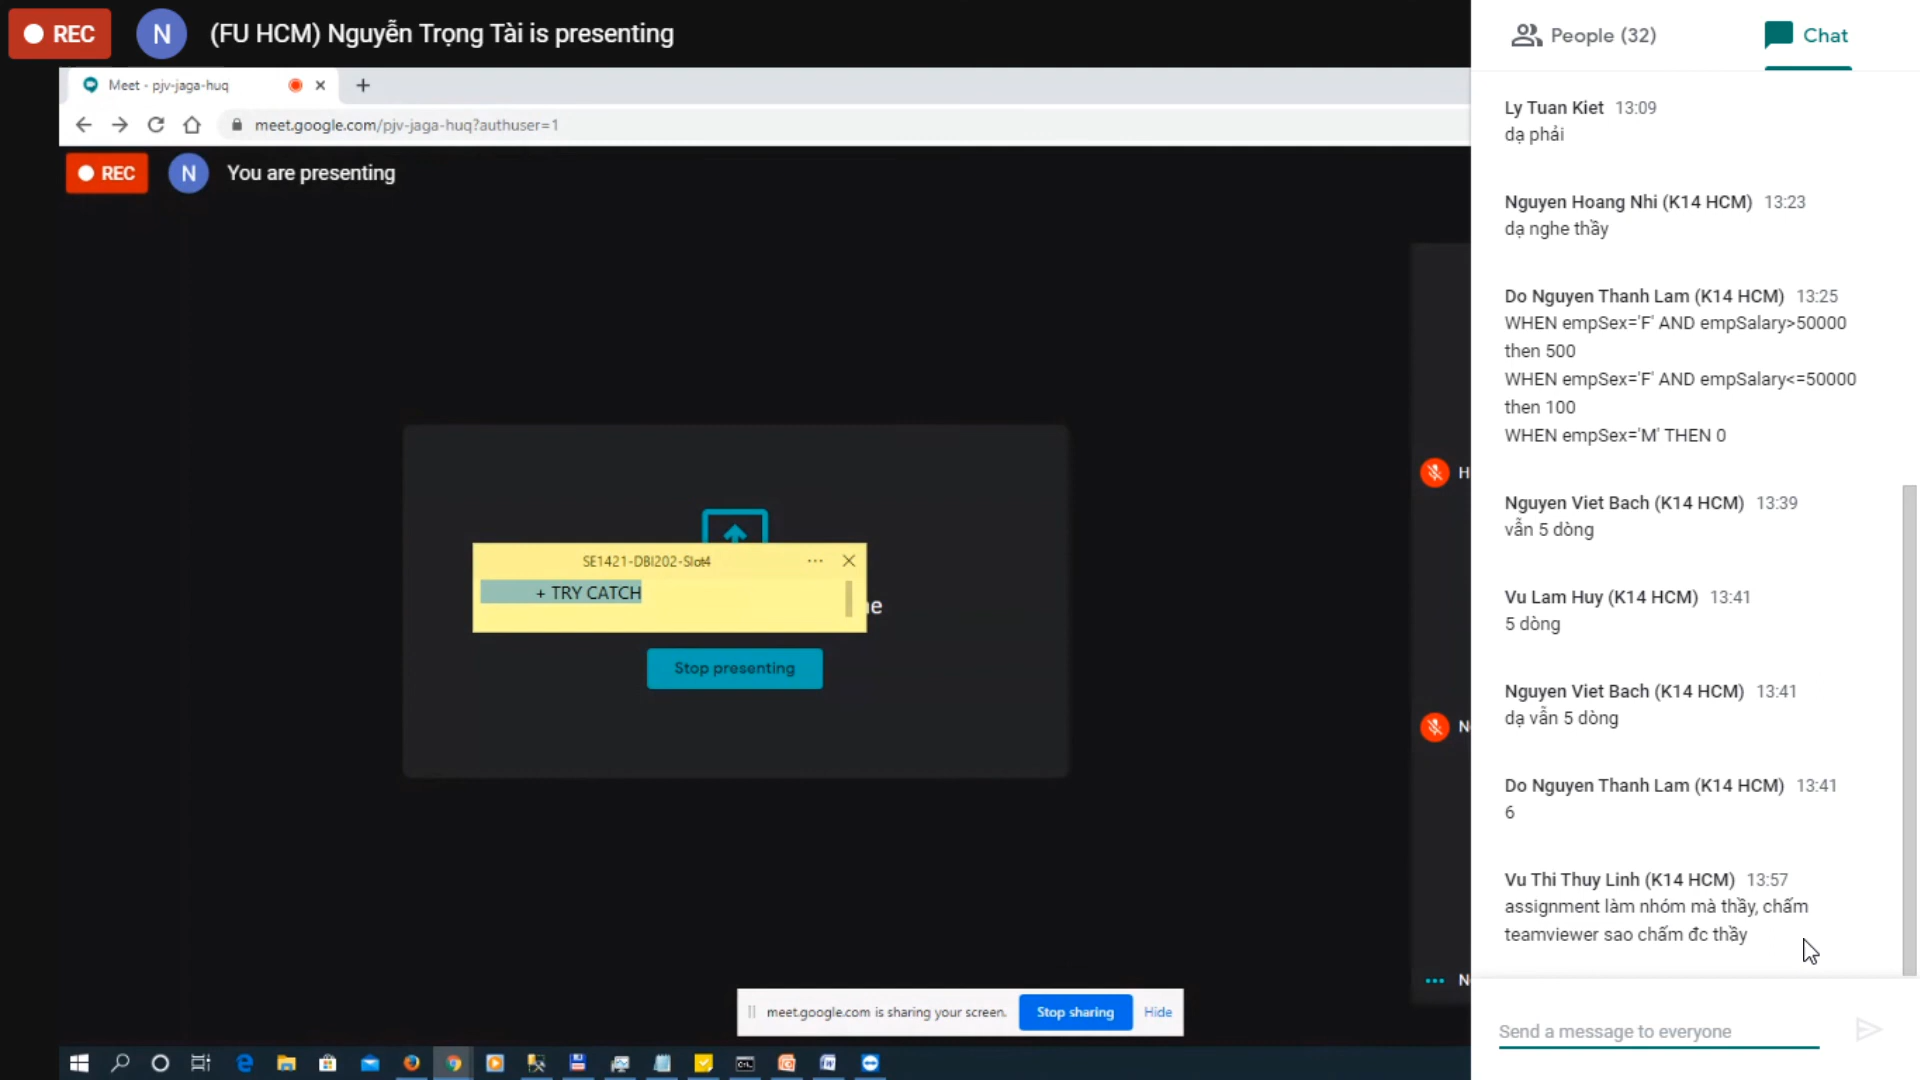 REC
N
(FU HCM) Nguyễn Trọng Tài is presenting
People (32)
Chat
Meet - pjv-jaga-huq
meet.google.com/pjv-jaga-huq?authuser=1
REC
N
You are presenting
Ly Tuan Kiet 13:09
dạ phải
Nguyen Hoang Nhi (K14 HCM) 13:23
dạ nghe thầy
Do Nguyen Thanh Lam (K14 HCM) 13:25
WHEN empSex='F' AND empSalary>50000
then 500
WHEN empSex='F' AND empSalary<=50000
then 100
WHEN empSex='M' THEN 0
Nguyen Viet Bach (K14 HCM) 13:39
vẫn 5 dòng
Vu Lam Huy (K14 HCM) 13:41
5 dòng
Nguyen Viet Bach (K14 HCM) 13:41
dạ vẫn 5 dòng
Do Nguyen Thanh Lam (K14 HCM) 13:41
6
Vu Thi Thuy Linh (K14 HCM) 13:57
assignment làm nhóm mà thầy, chấm
teamviewer sao chấm đc thầy
SE1421-DBI202-Slot4
+ TRY CATCH
Stop presenting
meet.google.com is sharing your screen.
Stop sharing
Hide
Send a message to everyone